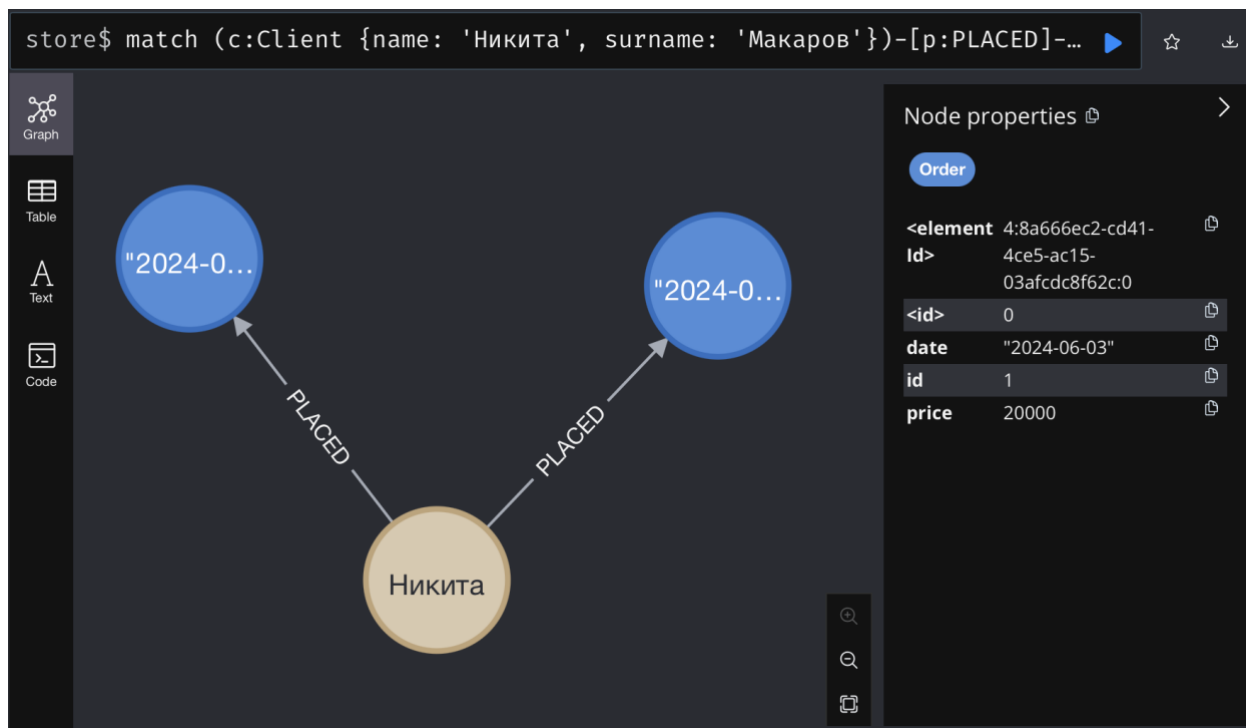 store$ match (c:Client {name: 'Никита', surname: 'Макаров'})-[p:PLACED]-…
Graph
Table
Text
Code
"2024-0…
"2024-0…
PLACED
PLACED
Никита
Node properties
Order
<element Id> 4:8a666ec2-cd41-
4ce5-ac15-
03afcdc8f62c:0
<id> 0
date "2024-06-03"
id 1
price 20000